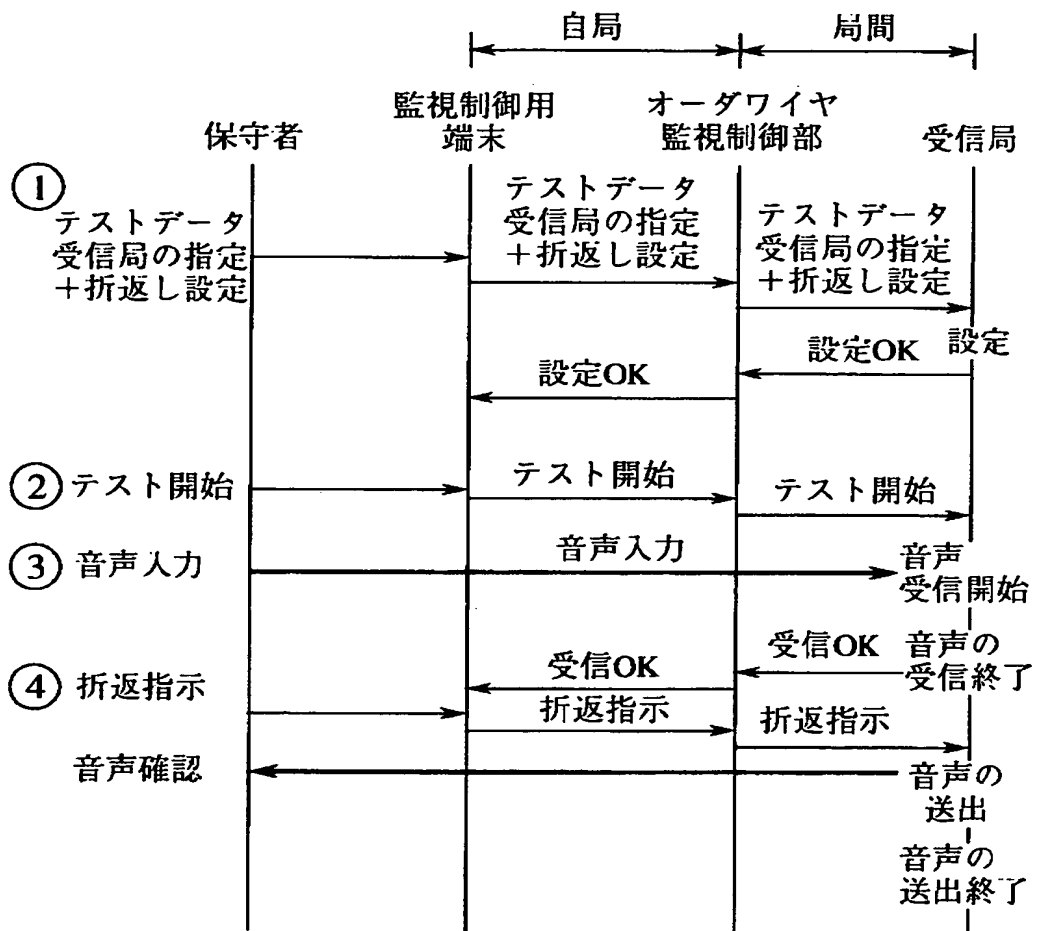 自局
局間
保守者
監視制御用
端末
オーダワイヤ
監視制御部
受信局
①
テストデータ
受信局の指定
+折返し設定
テストデータ
受信局の指定
+折返し設定
テストデータ
受信局の指定
+折返し設定
設定
設定OK
設定OK
② テスト開始
テスト開始
テスト開始
③ 音声入力
音声入力
音声
受信開始
音声の
受信終了
受信OK
受信OK
④ 折返指示
折返指示
折返指示
音声確認
音声の
送出
音声の
送出終了